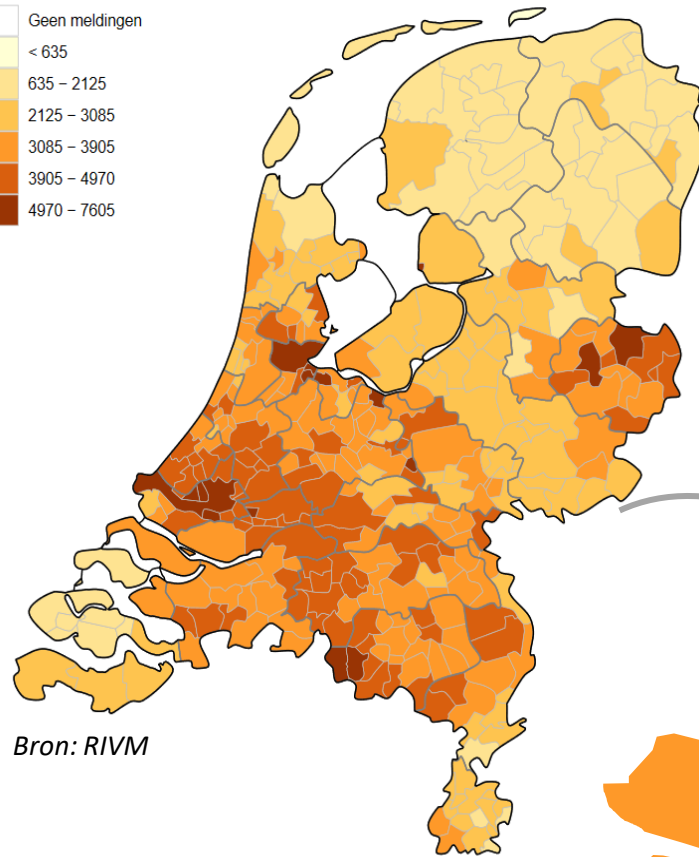 Geen meldingen
< 635
635 – 2125
2125 – 3085
3085 – 3905
3905 – 4970
4970 – 7605
Bron: RIVM